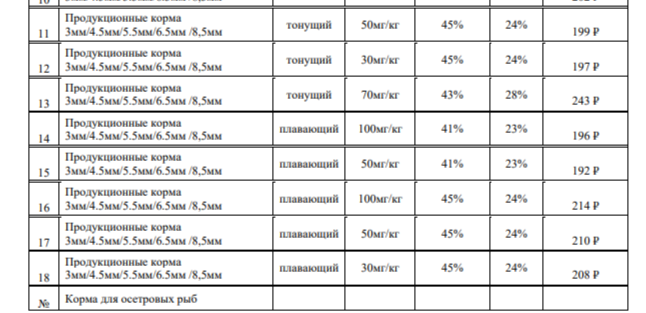 11 Продукционные корма тонущий 50мг/кг 45% 24% 199 ₽
3мм/4.5мм/5.5мм/6.5мм /8,5мм
12 Продукционные корма тонущий 30мг/кг 45% 24% 197 ₽
3мм/4.5мм/5.5мм/6.5мм /8,5мм
13 Продукционные корма тонущий 70мг/кг 43% 28% 243 ₽
3мм/4.5мм/5.5мм/6.5мм /8,5мм
14 Продукционные корма плавающий 100мг/кг 41% 23% 196 ₽
3мм/4.5мм/5.5мм/6.5мм /8,5мм
15 Продукционные корма плавающий 50мг/кг 41% 23% 192 ₽
3мм/4.5мм/5.5мм/6.5мм /8,5мм
16 Продукционные корма плавающий 100мг/кг 45% 24% 214 ₽
3мм/4.5мм/5.5мм/6.5мм /8,5мм
17 Продукционные корма плавающий 50мг/кг 45% 24% 210 ₽
3мм/4.5мм/5.5мм/6.5мм /8,5мм
18 Продукционные корма плавающий 30мг/кг 45% 24% 208 ₽
3мм/4.5мм/5.5мм/6.5мм /8,5мм
№ Корма для осетровых рыб